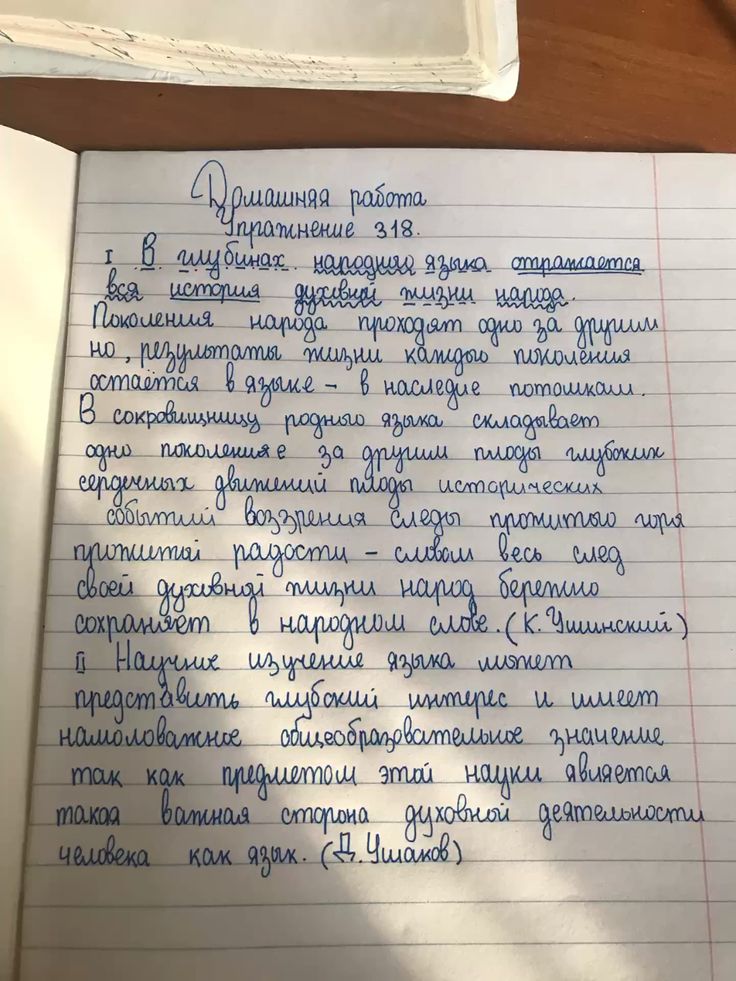 Домашняя работа
Упражнение 318.
I В глубинах народного языка отражается
вся история духовной жизни народа.
Поколения народа проходят одно за другим
но, результаты жизни каждого поколения
остаётся в языке – в наследие потомкам.
В сокровищницу родного языка складывает
одно поколенияе за другим плоды глубоких
сердечных движений плоды исторических
событий воззрения следы прожитого горя
прожитой радости – словом весь след
своей духовной жизни народ бережно
сохраняет в народном слове. (К. Ушинский)
II Научние изучение языка может
представить глубокий интерес и имеет
намоловажное общеобразовательное значение
так как предметом этой науки является
такая важная сторона духовной деятельности
человека как язык. (Д. Ушаков)